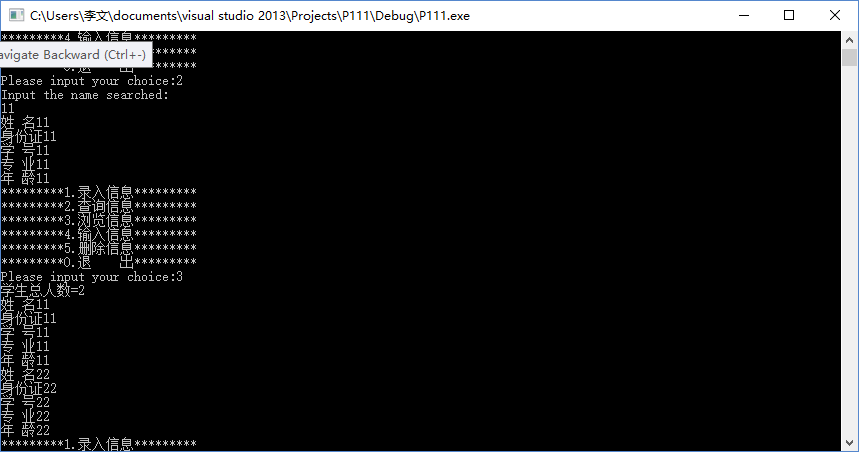 C:\Users\李文\documents\visual studio 2013\Projects\P111\Debug\P111.exe
*********4.输入信息*********
avigate Backward (Ctrl+-)
*********
0.退    出*********
Please input your choice:2
Input the name searched:
11
姓 名11
身份证11
学 号11
专 业11
年 龄11
*********1.录入信息*********
*********2.查询信息*********
*********3.浏览信息*********
*********4.输入信息*********
*********5.删除信息*********
*********0.退    出*********
Please input your choice:3
学生总人数=2
姓 名11
身份证11
学 号11
专 业11
年 龄11
姓 名22
身份证22
学 号22
专 业22
年 龄22
*********1.录入信息*********